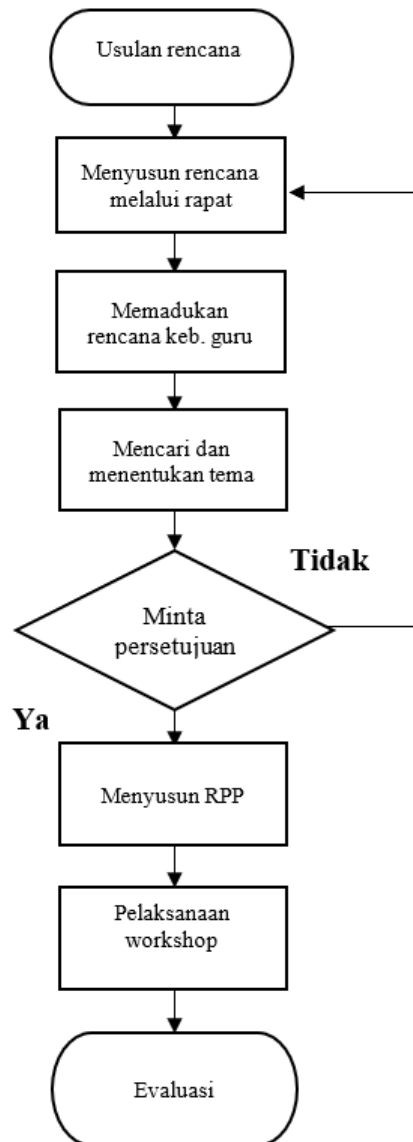 Usulan rencana
Menyusun rencana
melalui rapat
Memadukan
rencana keb. guru
Mencari dan
menentukan tema
Tidak
Minta
persetujuan
Ya
Menyusun RPP
Pelaksanaan
workshop
Evaluasi